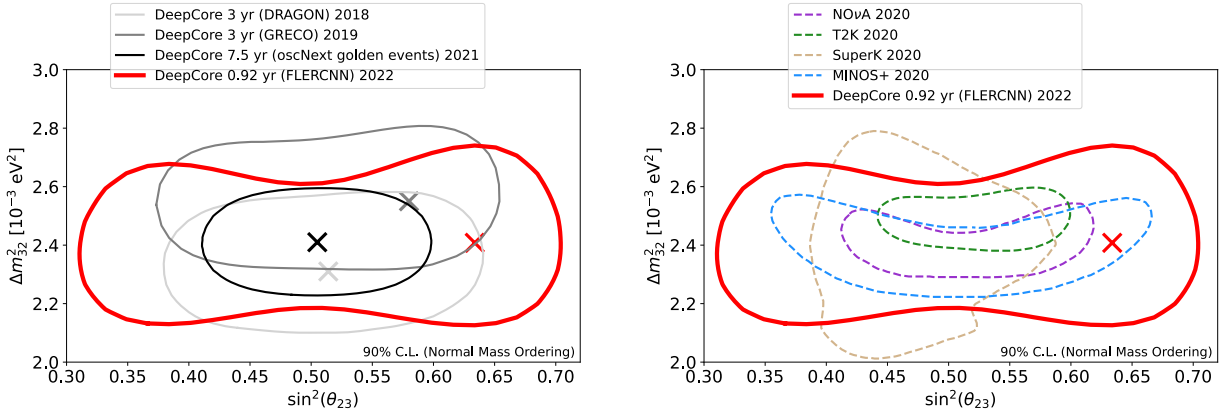 DeepCore 3 yr (DRAGON) 2018
DeepCore 3 yr (GRECO) 2019
DeepCore 7.5 yr (oscNext golden events) 2021
DeepCore 0.92 yr (FLERCNN) 2022
3.0
2.8
2.6
2.4
2.2
2.0
Δm²₃₂ [10⁻³ eV²]
90% C.L. (Normal Mass Ordering)
0.30 0.35 0.40 0.45 0.50 0.55 0.60 0.65 0.70
sin²(θ₂₃)
NOνA 2020
T2K 2020
SuperK 2020
MINOS+ 2020
DeepCore 0.92 yr (FLERCNN) 2022
3.0
2.8
2.6
2.4
2.2
2.0
Δm²₃₂ [10⁻³ eV²]
90% C.L. (Normal Mass Ordering)
0.30 0.35 0.40 0.45 0.50 0.55 0.60 0.65 0.70
sin²(θ₂₃)